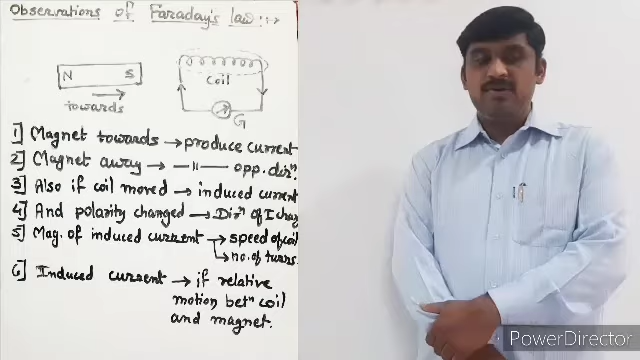 Observations of Faraday's law :-
N S
towards
coil
G
1] Magnet towards → produce current
2] Magnet away → —〃— opp. dirⁿ.
3] Also if coil moved → induced current
4] And polarity changed → Dirⁿ of I chang
5] Mag. of induced current → speed of coil
→ no. of turns.
6] Induced current → if relative
motion betⁿ coil
and magnet.
PowerDirector